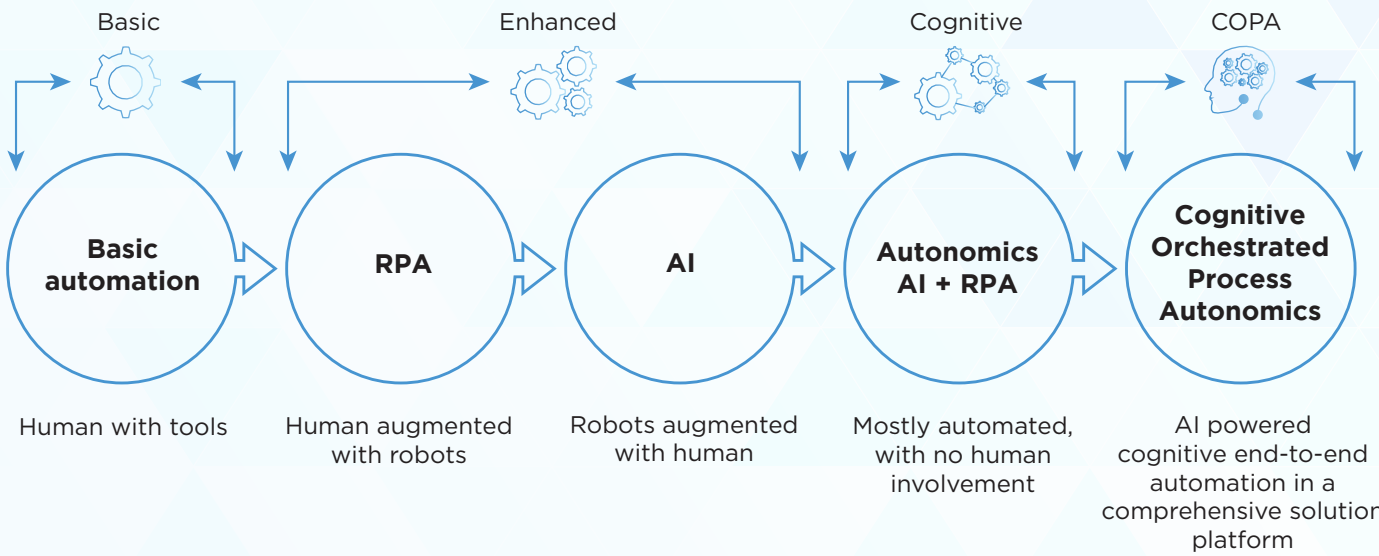 Basic
Enhanced
Cognitive
COPA
Basic
automation
RPA
AI
Autonomics
AI + RPA
Cognitive
Orchestrated
Process
Autonomics
Human with tools
Human augmented
with robots
Robots augmented
with human
Mostly automated,
with no human
involvement
AI powered
cognitive end-to-end
automation in a
comprehensive solution
platform